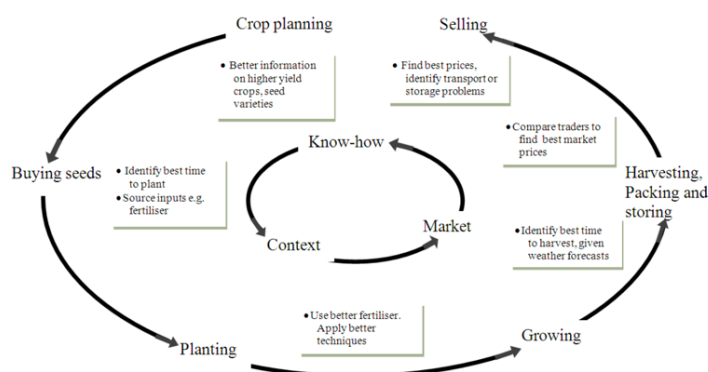 Crop planning
Selling
• Better information
on higher yield
crops, seed
varieties
• Find best prices,
identify transport or
storage problems
Know-how
• Compare traders to
find best market
prices
Buying seeds
• Identify best time
to plant
• Source inputs e.g.
fertiliser
Harvesting,
Packing and
storing
Market
Context
• Identify best time
to harvest, given
weather forecasts
• Use better fertiliser.
Apply better
techniques
Planting
Growing